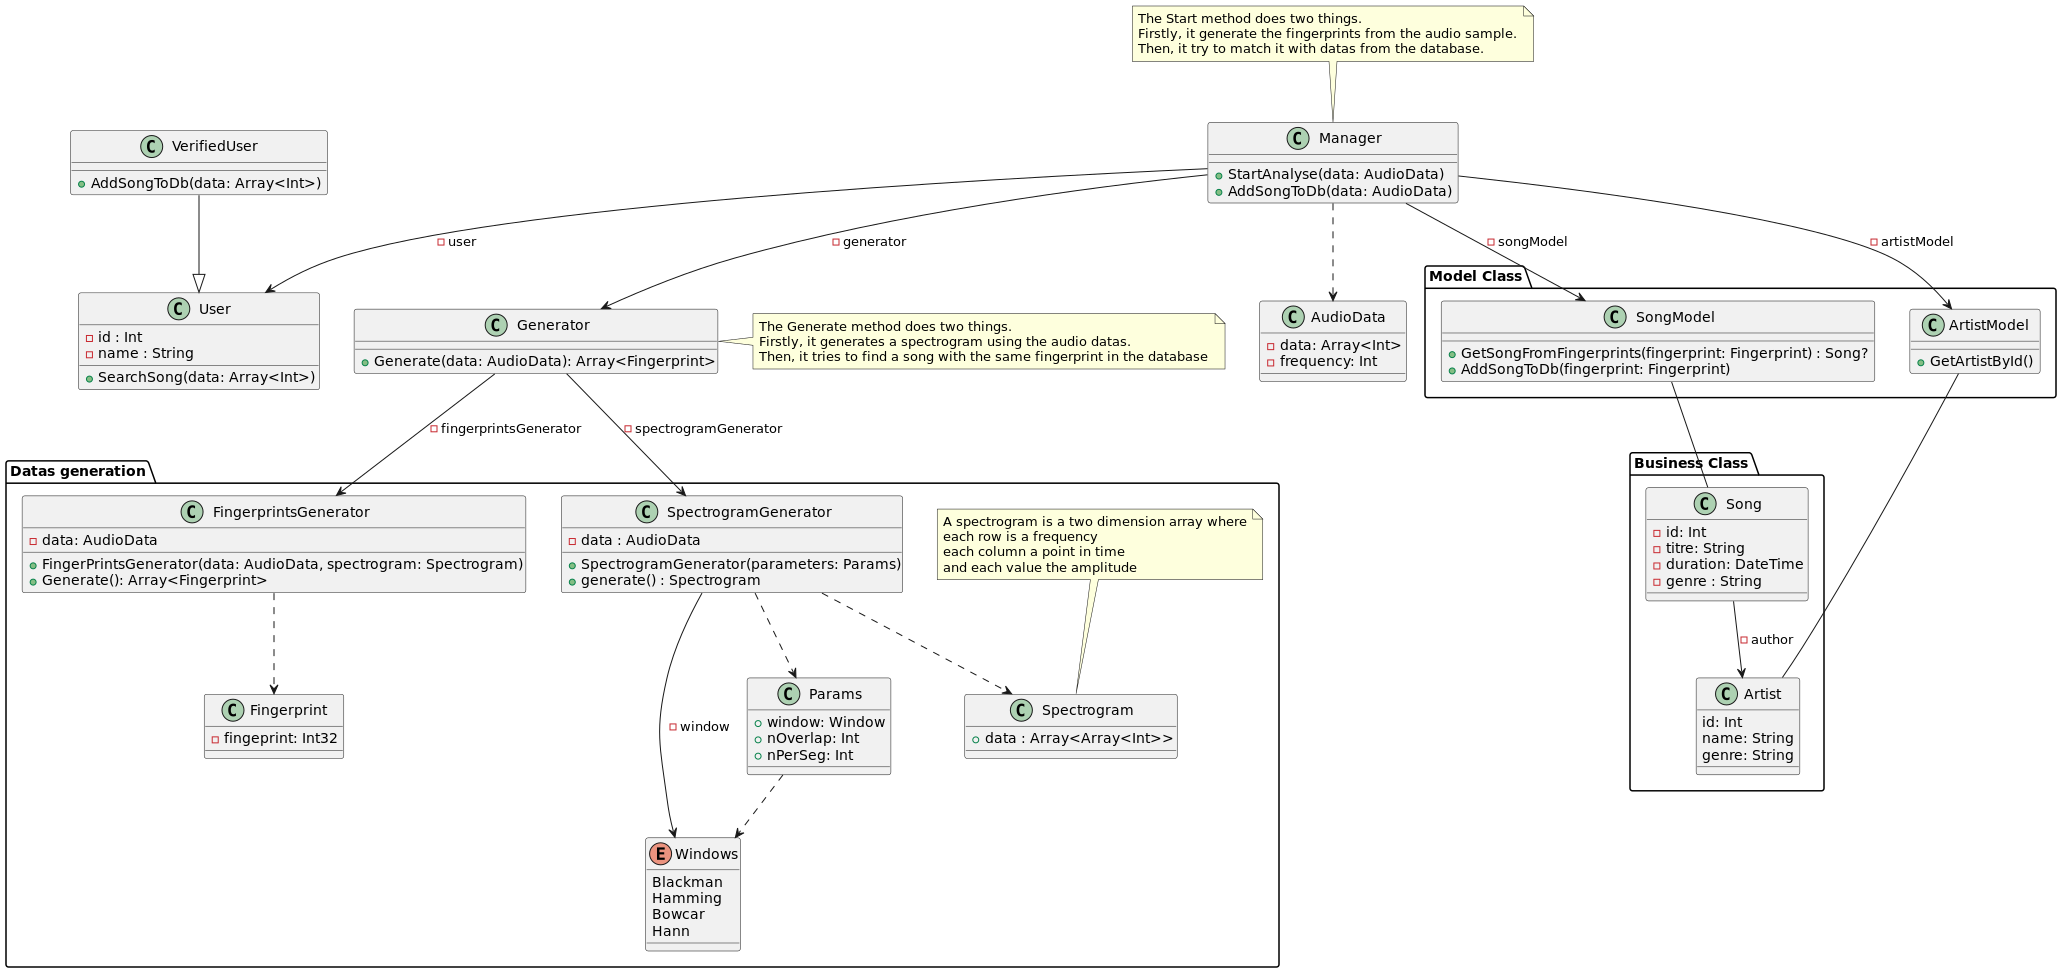 The Start method does two things.
Firstly, it generate the fingerprints from the audio sample.
Then, it try to match it with datas from the database.
C VerifiedUser
AddSongToDb(data: Array<Int>)
C Manager
StartAnalyse(data: AudioData)
AddSongToDb(data: AudioData)
user
generator
songModel
artistModel
C User
id : Int
name : String
SearchSong(data: Array<Int>)
C Generator
Generate(data: AudioData): Array<Fingerprint>
The Generate method does two things.
Firstly, it generates a spectrogram using the audio datas.
Then, it tries to find a song with the same fingerprint in the database
C AudioData
data: Array<Int>
frequency: Int
Model Class
C SongModel
GetSongFromFingerprints(fingerprint: Fingerprint) : Song?
AddSongToDb(fingerprint: Fingerprint)
C ArtistModel
GetArtistById()
fingerprintsGenerator
spectrogramGenerator
Datas generation
C FingerprintsGenerator
data: AudioData
FingerPrintsGenerator(data: AudioData, spectrogram: Spectrogram)
Generate(): Array<Fingerprint>
C SpectrogramGenerator
data : AudioData
SpectrogramGenerator(parameters: Params)
generate() : Spectrogram
A spectrogram is a two dimension array where
each row is a frequency
each column a point in time
and each value the amplitude
Business Class
C Song
id: Int
titre: String
duration: DateTime
genre : String
author
C Fingerprint
fingeprint: Int32
window
C Params
window: Window
nOverlap: Int
nPerSeg: Int
C Spectrogram
data : Array<Array<Int>>
C Artist
id: Int
name: String
genre: String
E Windows
Blackman
Hamming
Bowcar
Hann